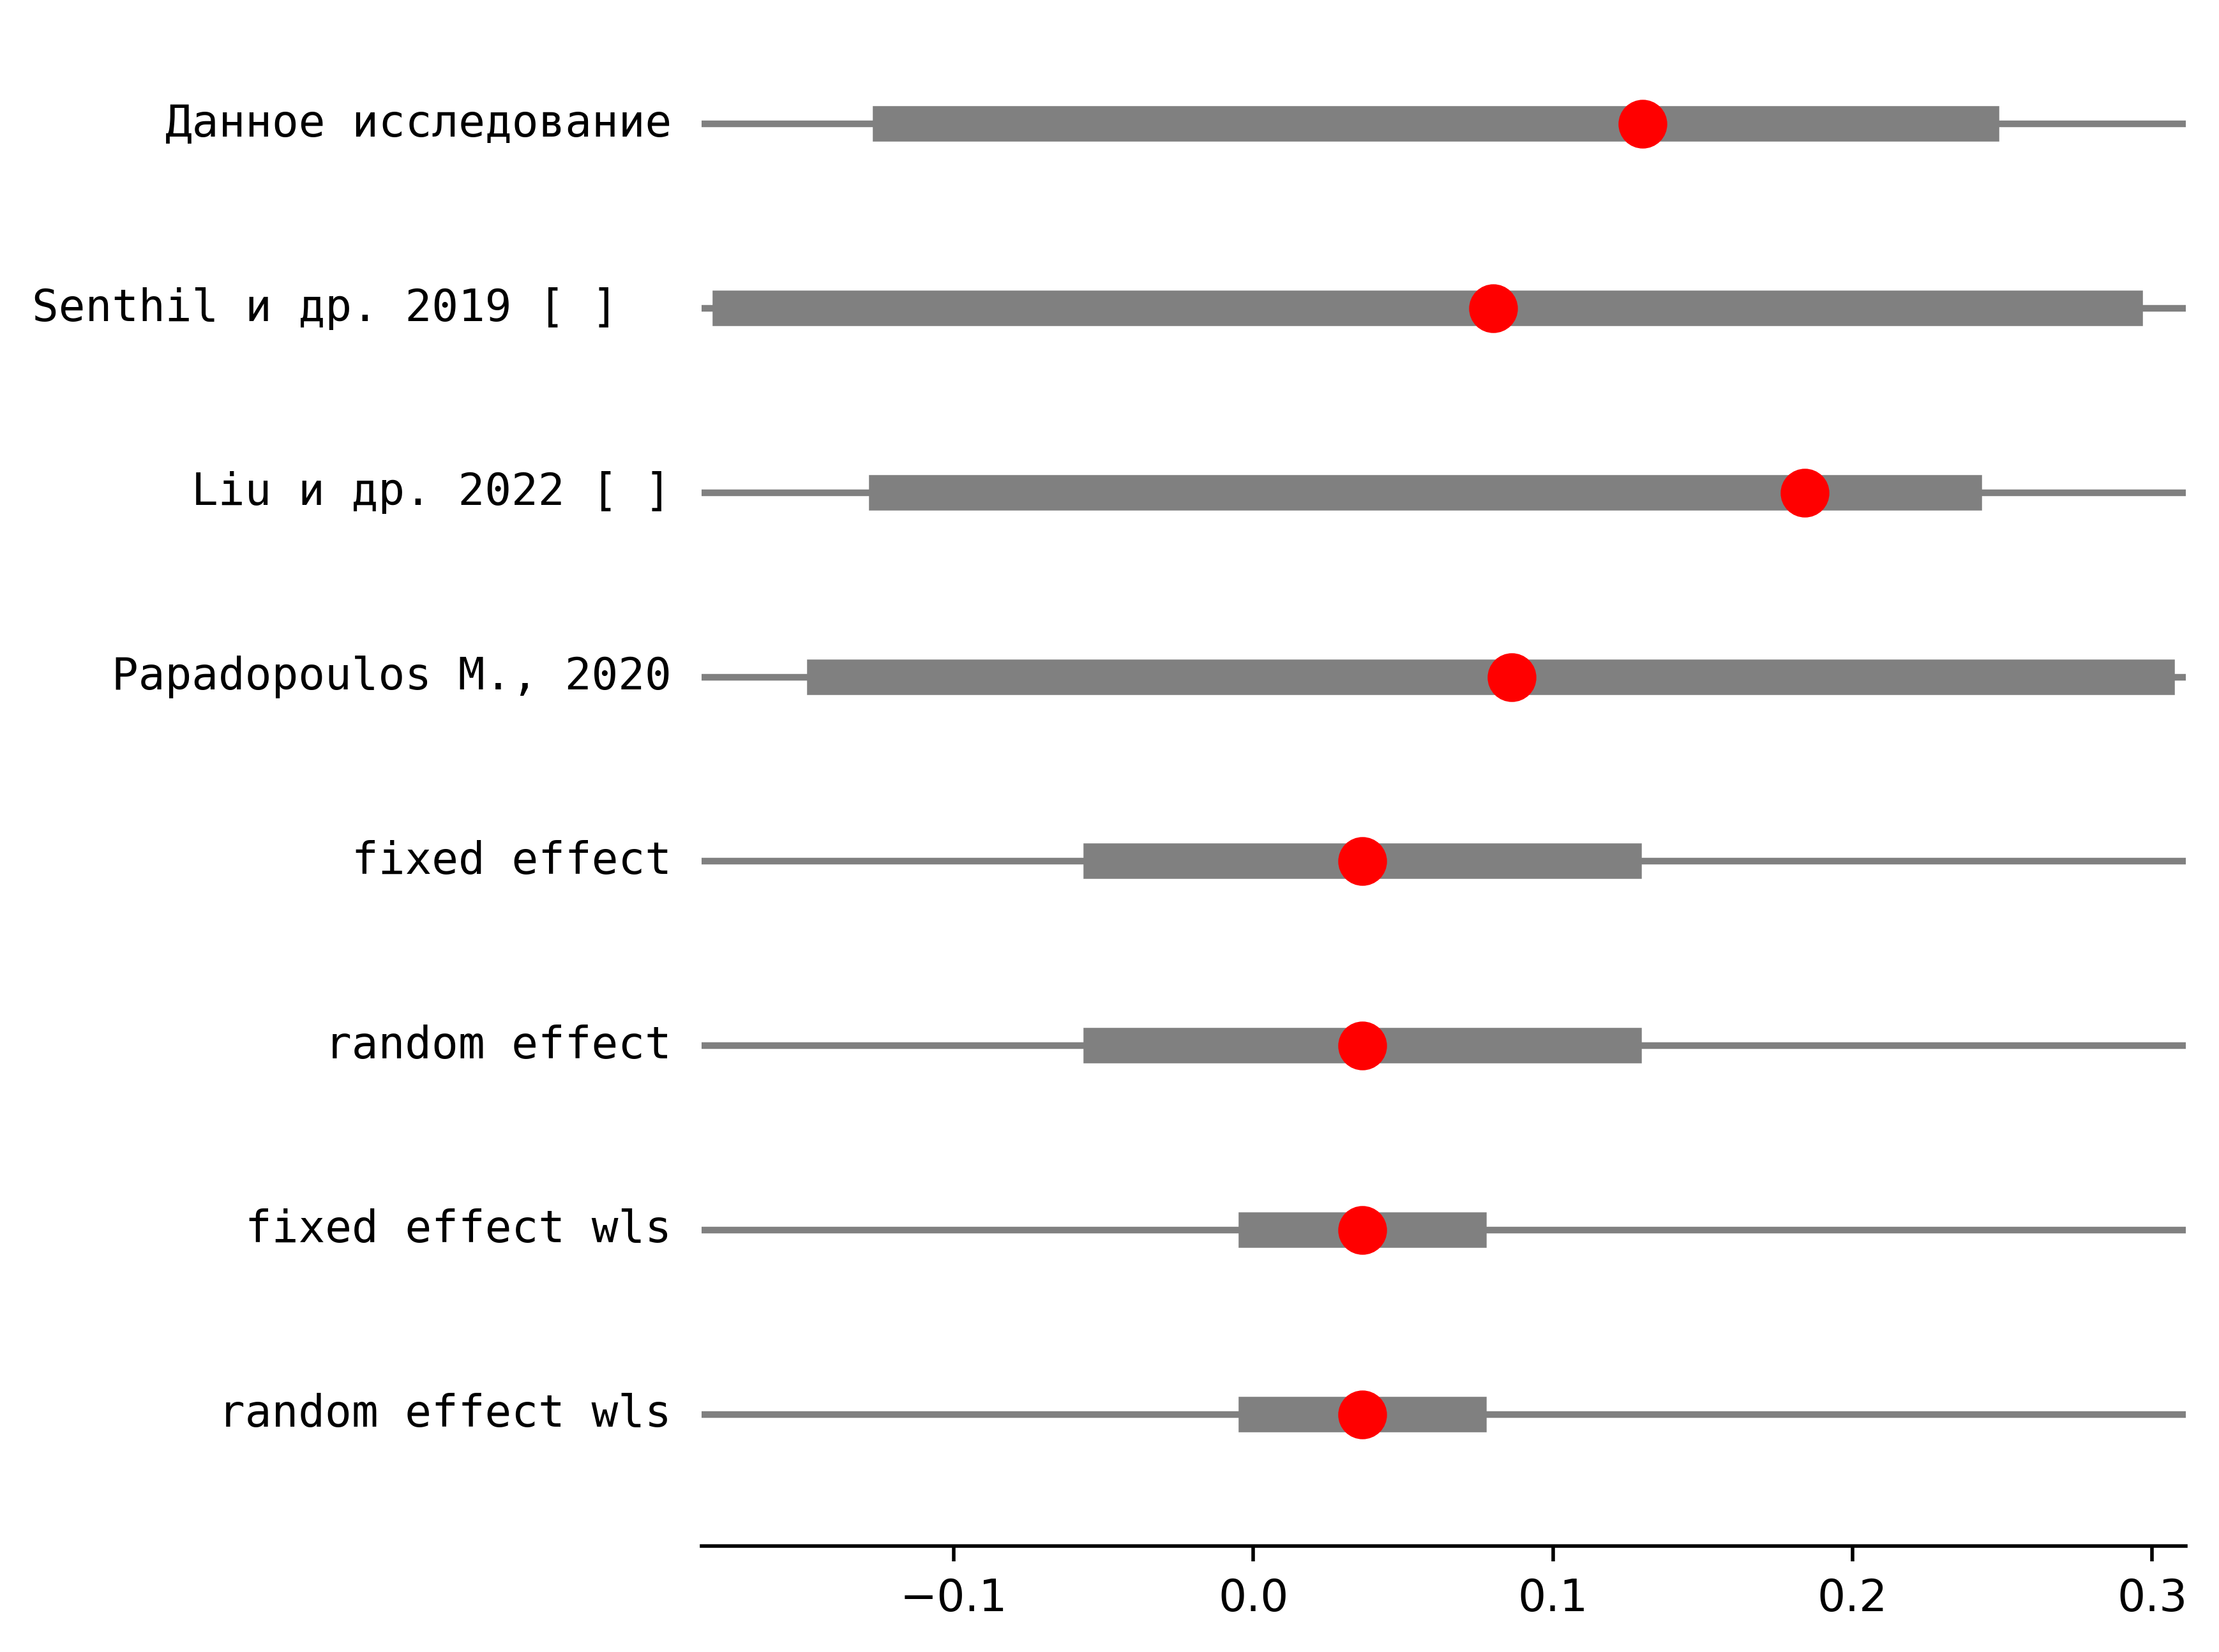 Данное исследование
Senthil и др. 2019 [ ]
Liu и др. 2022 [ ]
Papadopoulos M., 2020
fixed effect
random effect
fixed effect wls
random effect wls
−0.1 0.0 0.1 0.2 0.3